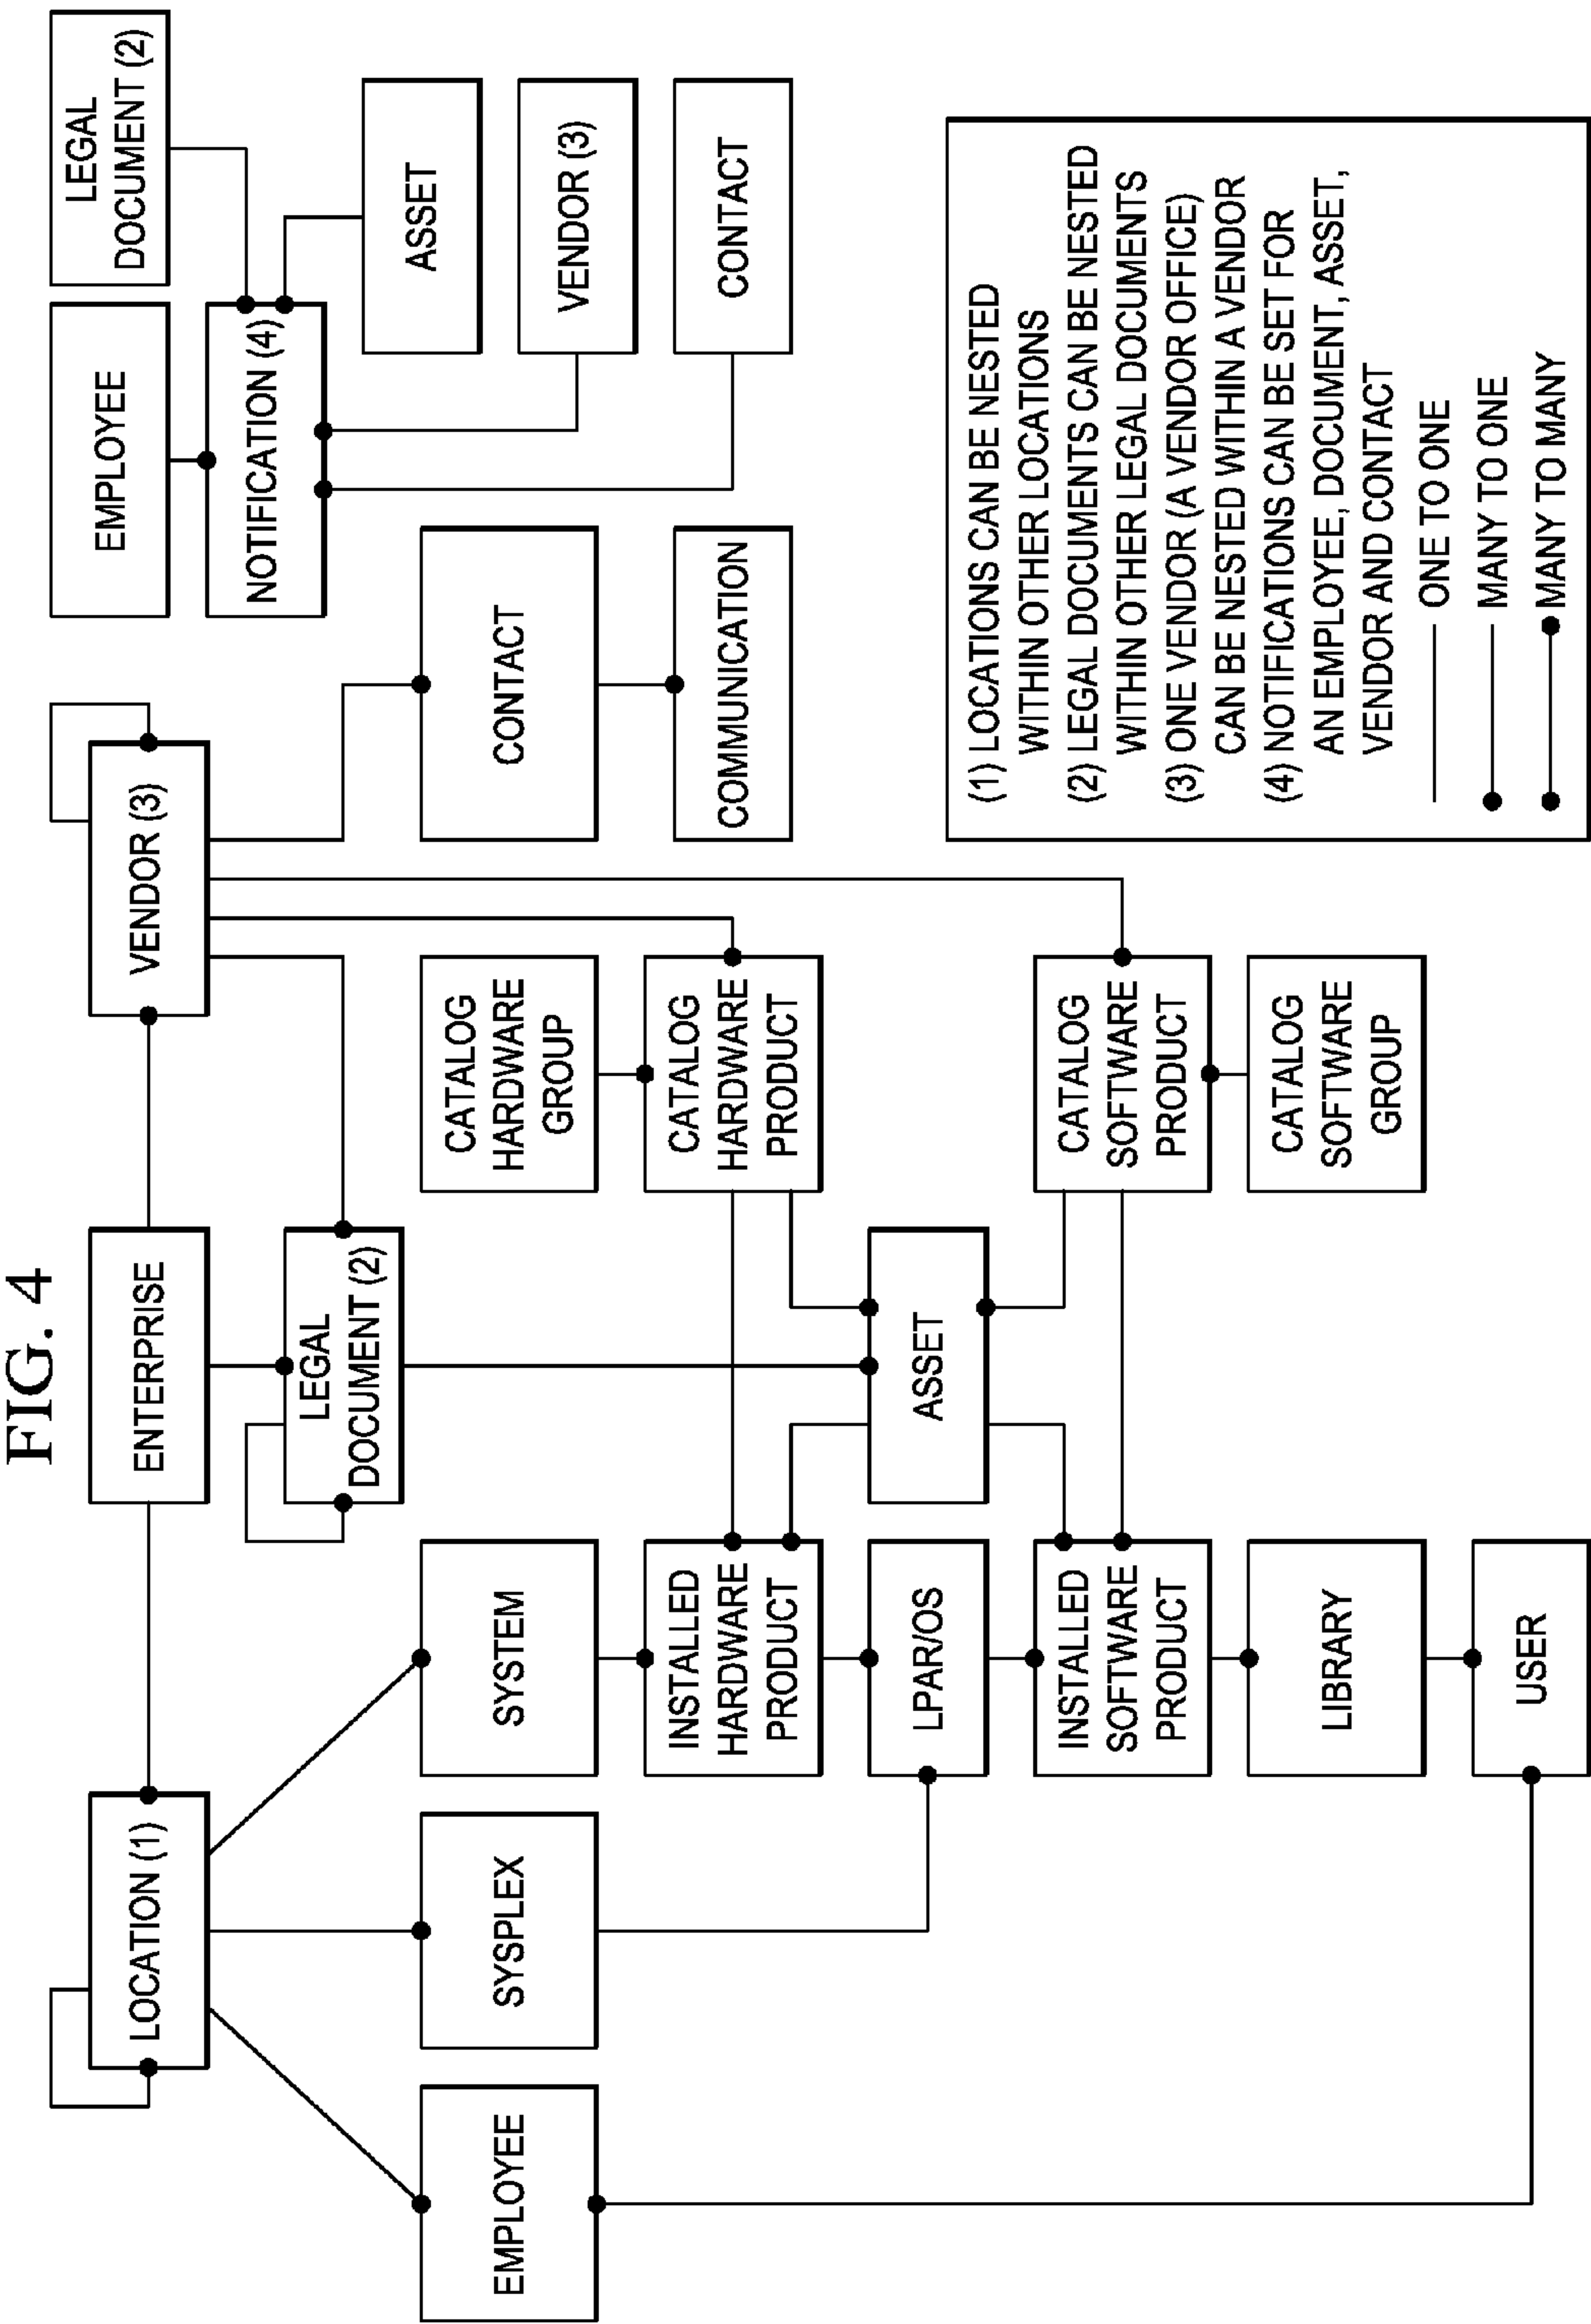 FIG. 4
LOCATION (1)
ENTERPRISE
VENDOR (3)
EMPLOYEE
LEGAL
DOCUMENT (2)
NOTIFICATION (4)
LEGAL
DOCUMENT (2)
ASSET
VENDOR (3)
CONTACT
EMPLOYEE
SYSPLEX
SYSTEM
CATALOG
HARDWARE
GROUP
CONTACT
INSTALLED
HARDWARE
PRODUCT
CATALOG
HARDWARE
PRODUCT
COMMUNICATION
LPAR/OS
ASSET
INSTALLED
SOFTWARE
PRODUCT
CATALOG
SOFTWARE
PRODUCT
LIBRARY
CATALOG
SOFTWARE
GROUP
USER
(1) LOCATIONS CAN BE NESTED
WITHIN OTHER LOCATIONS
(2) LEGAL DOCUMENTS CAN BE NESTED
WITHIN OTHER LEGAL DOCUMENTS
(3) ONE VENDOR (A VENDOR OFFICE)
CAN BE NESTED WITHIN A VENDOR
(4) NOTIFICATIONS CAN BE SET FOR
AN EMPLOYEE, DOCUMENT, ASSET,
VENDOR AND CONTACT
ONE TO ONE
MANY TO ONE
MANY TO MANY